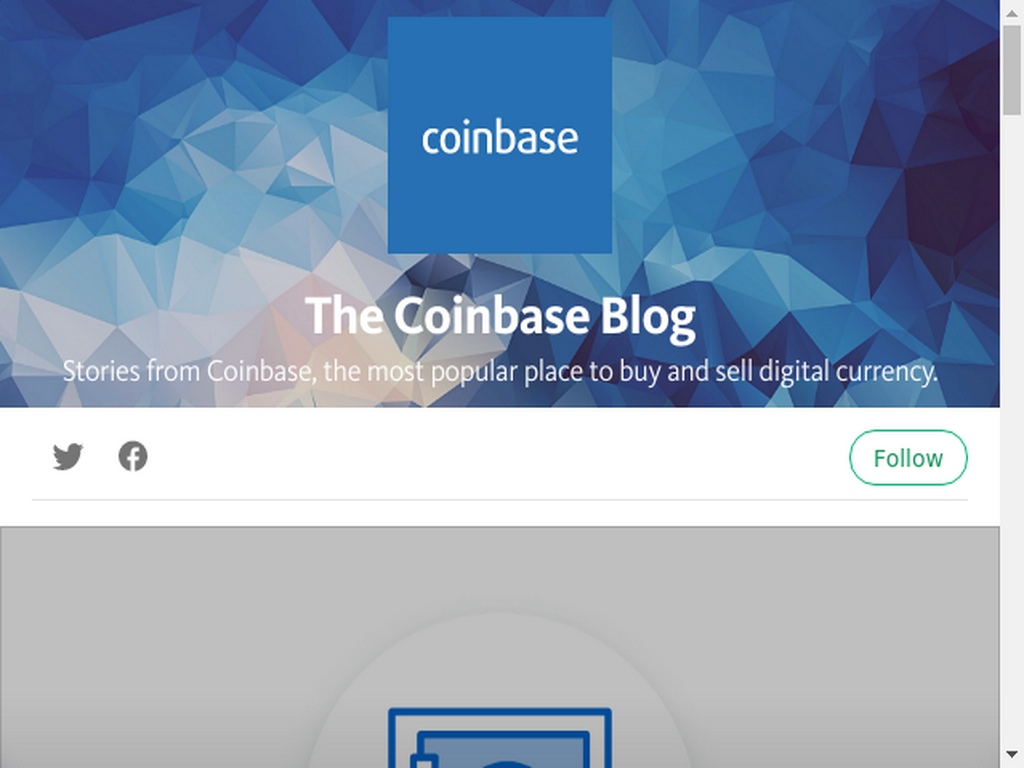 coinbase
The Coinbase Blog
Stories from Coinbase, the most popular place to buy and sell digital currency.
Follow